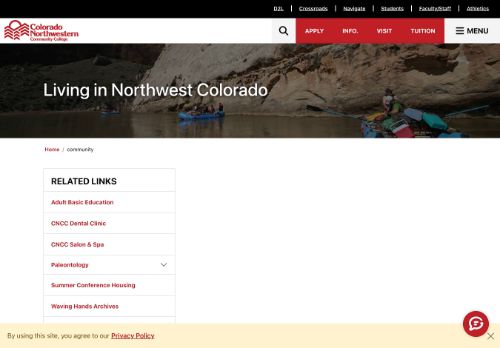 D2L
Crossroads
Navigate
Students
Faculty/Staff
Athletics
Colorado
Northwestern
Community College
APPLY
INFO.
VISIT
TUITION
MENU
Living in Northwest Colorado
Home / community
RELATED LINKS
Adult Basic Education
CNCC Dental Clinic
CNCC Salon & Spa
Paleontology
Summer Conference Housing
Waving Hands Archives
By using this site, you agree to our Privacy Policy